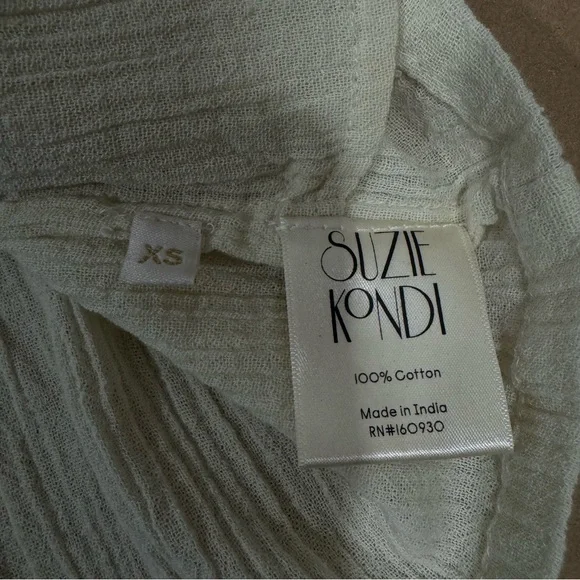 XS
SUZIE
KONDI
100% Cotton
Made in India
RN#160930